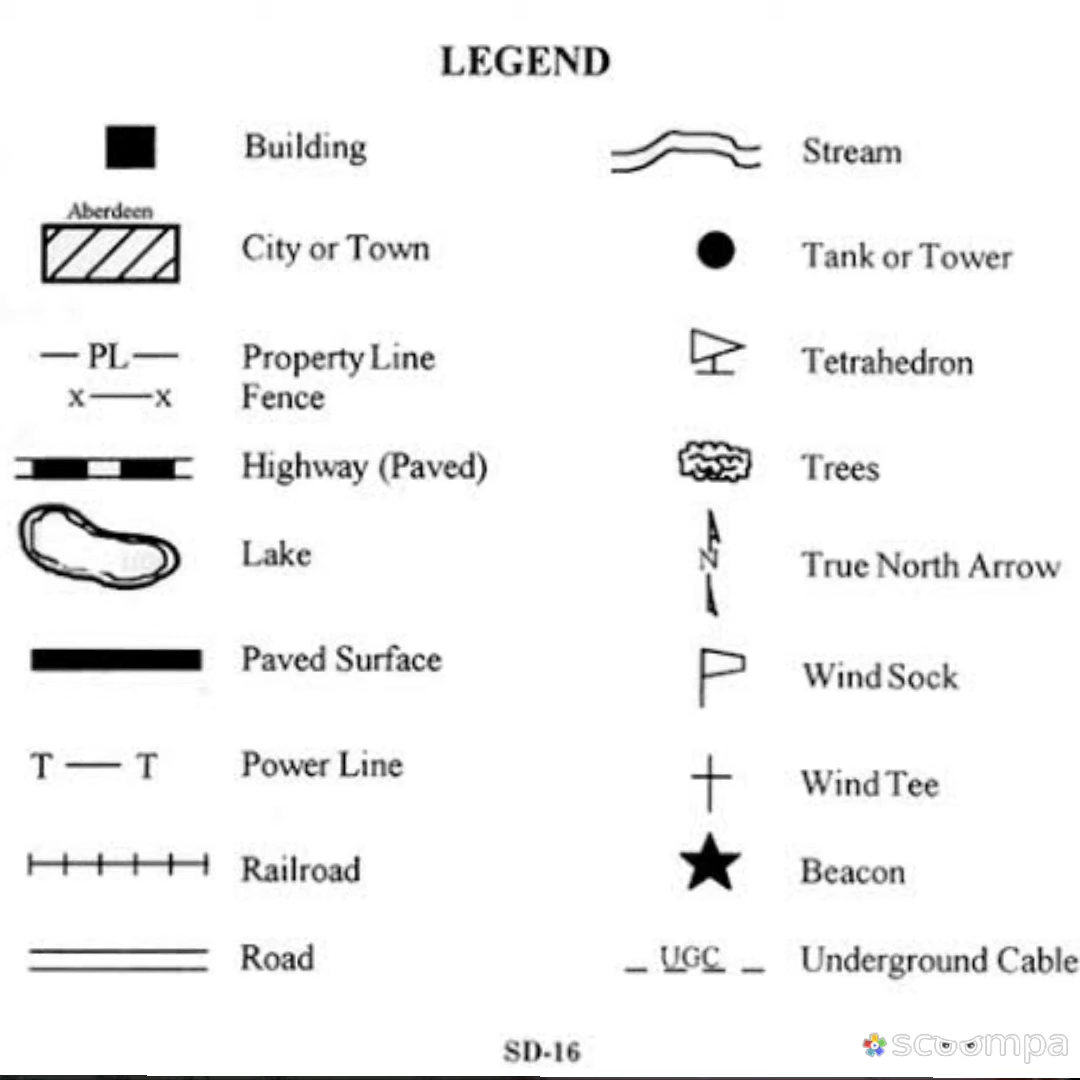 LEGEND
Building
Aberdeen
City or Town
PL
Property Line
x x
Fence
Highway (Paved)
Lake
Paved Surface
T T
Power Line
Railroad
Road
Stream
Tank or Tower
Tetrahedron
Trees
N
True North Arrow
Wind Sock
Wind Tee
Beacon
UGC
Underground Cable
SD-16
scoompa